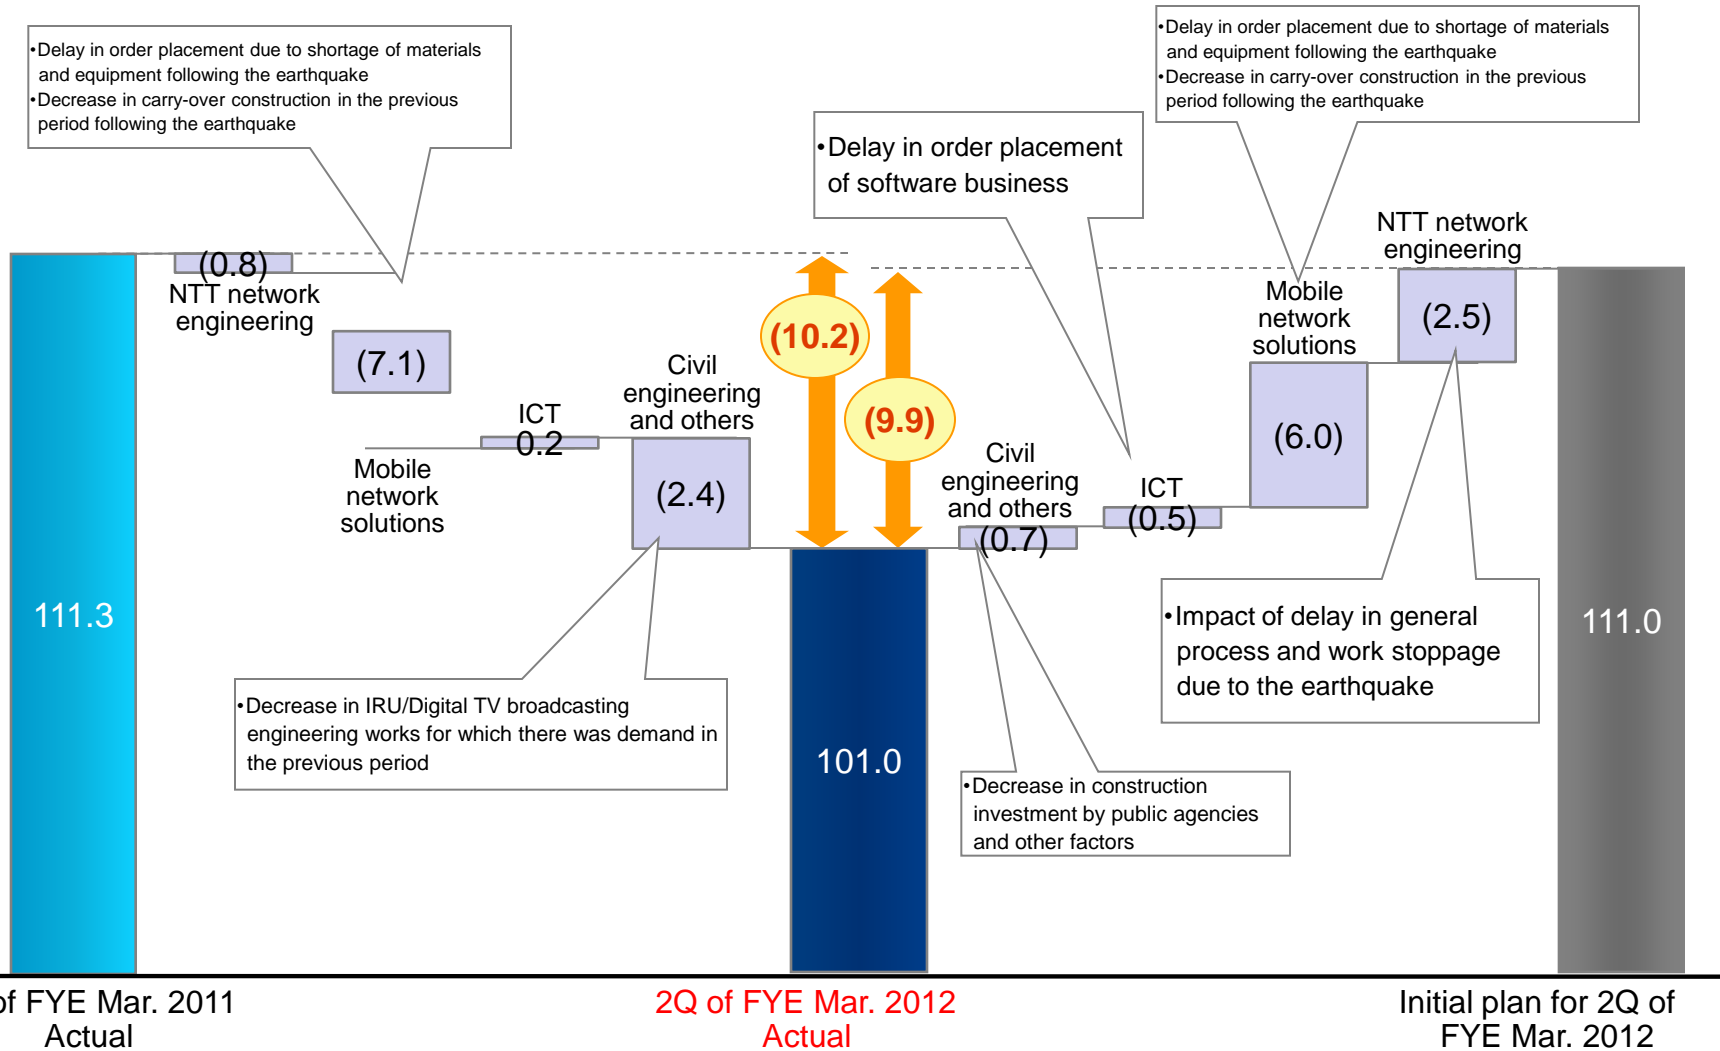 •Delay in order placement due to shortage of materials
and equipment following the earthquake
•Decrease in carry-over construction in the previous
period following the earthquake
•Delay in order placement due to shortage of materials
and equipment following the earthquake
•Decrease in carry-over construction in the previous
period following the earthquake
•Delay in order placement
of software business
NTT network
engineering
(0.8)
NTT network
engineering
(7.1)
ICT
0.2
Mobile
network
solutions
Civil
engineering
and others
(2.4)
(10.2)
(9.9)
Civil
engineering
and others
(0.7)
ICT
(0.5)
Mobile
network
solutions
(6.0)
(2.5)
111.3
101.0
111.0
•Impact of delay in general
process and work stoppage
due to the earthquake
•Decrease in IRU/Digital TV broadcasting
engineering works for which there was demand in
the previous period
•Decrease in construction
investment by public agencies
and other factors
of FYE Mar. 2011
Actual
2Q of FYE Mar. 2012
Actual
Initial plan for 2Q of
FYE Mar. 2012